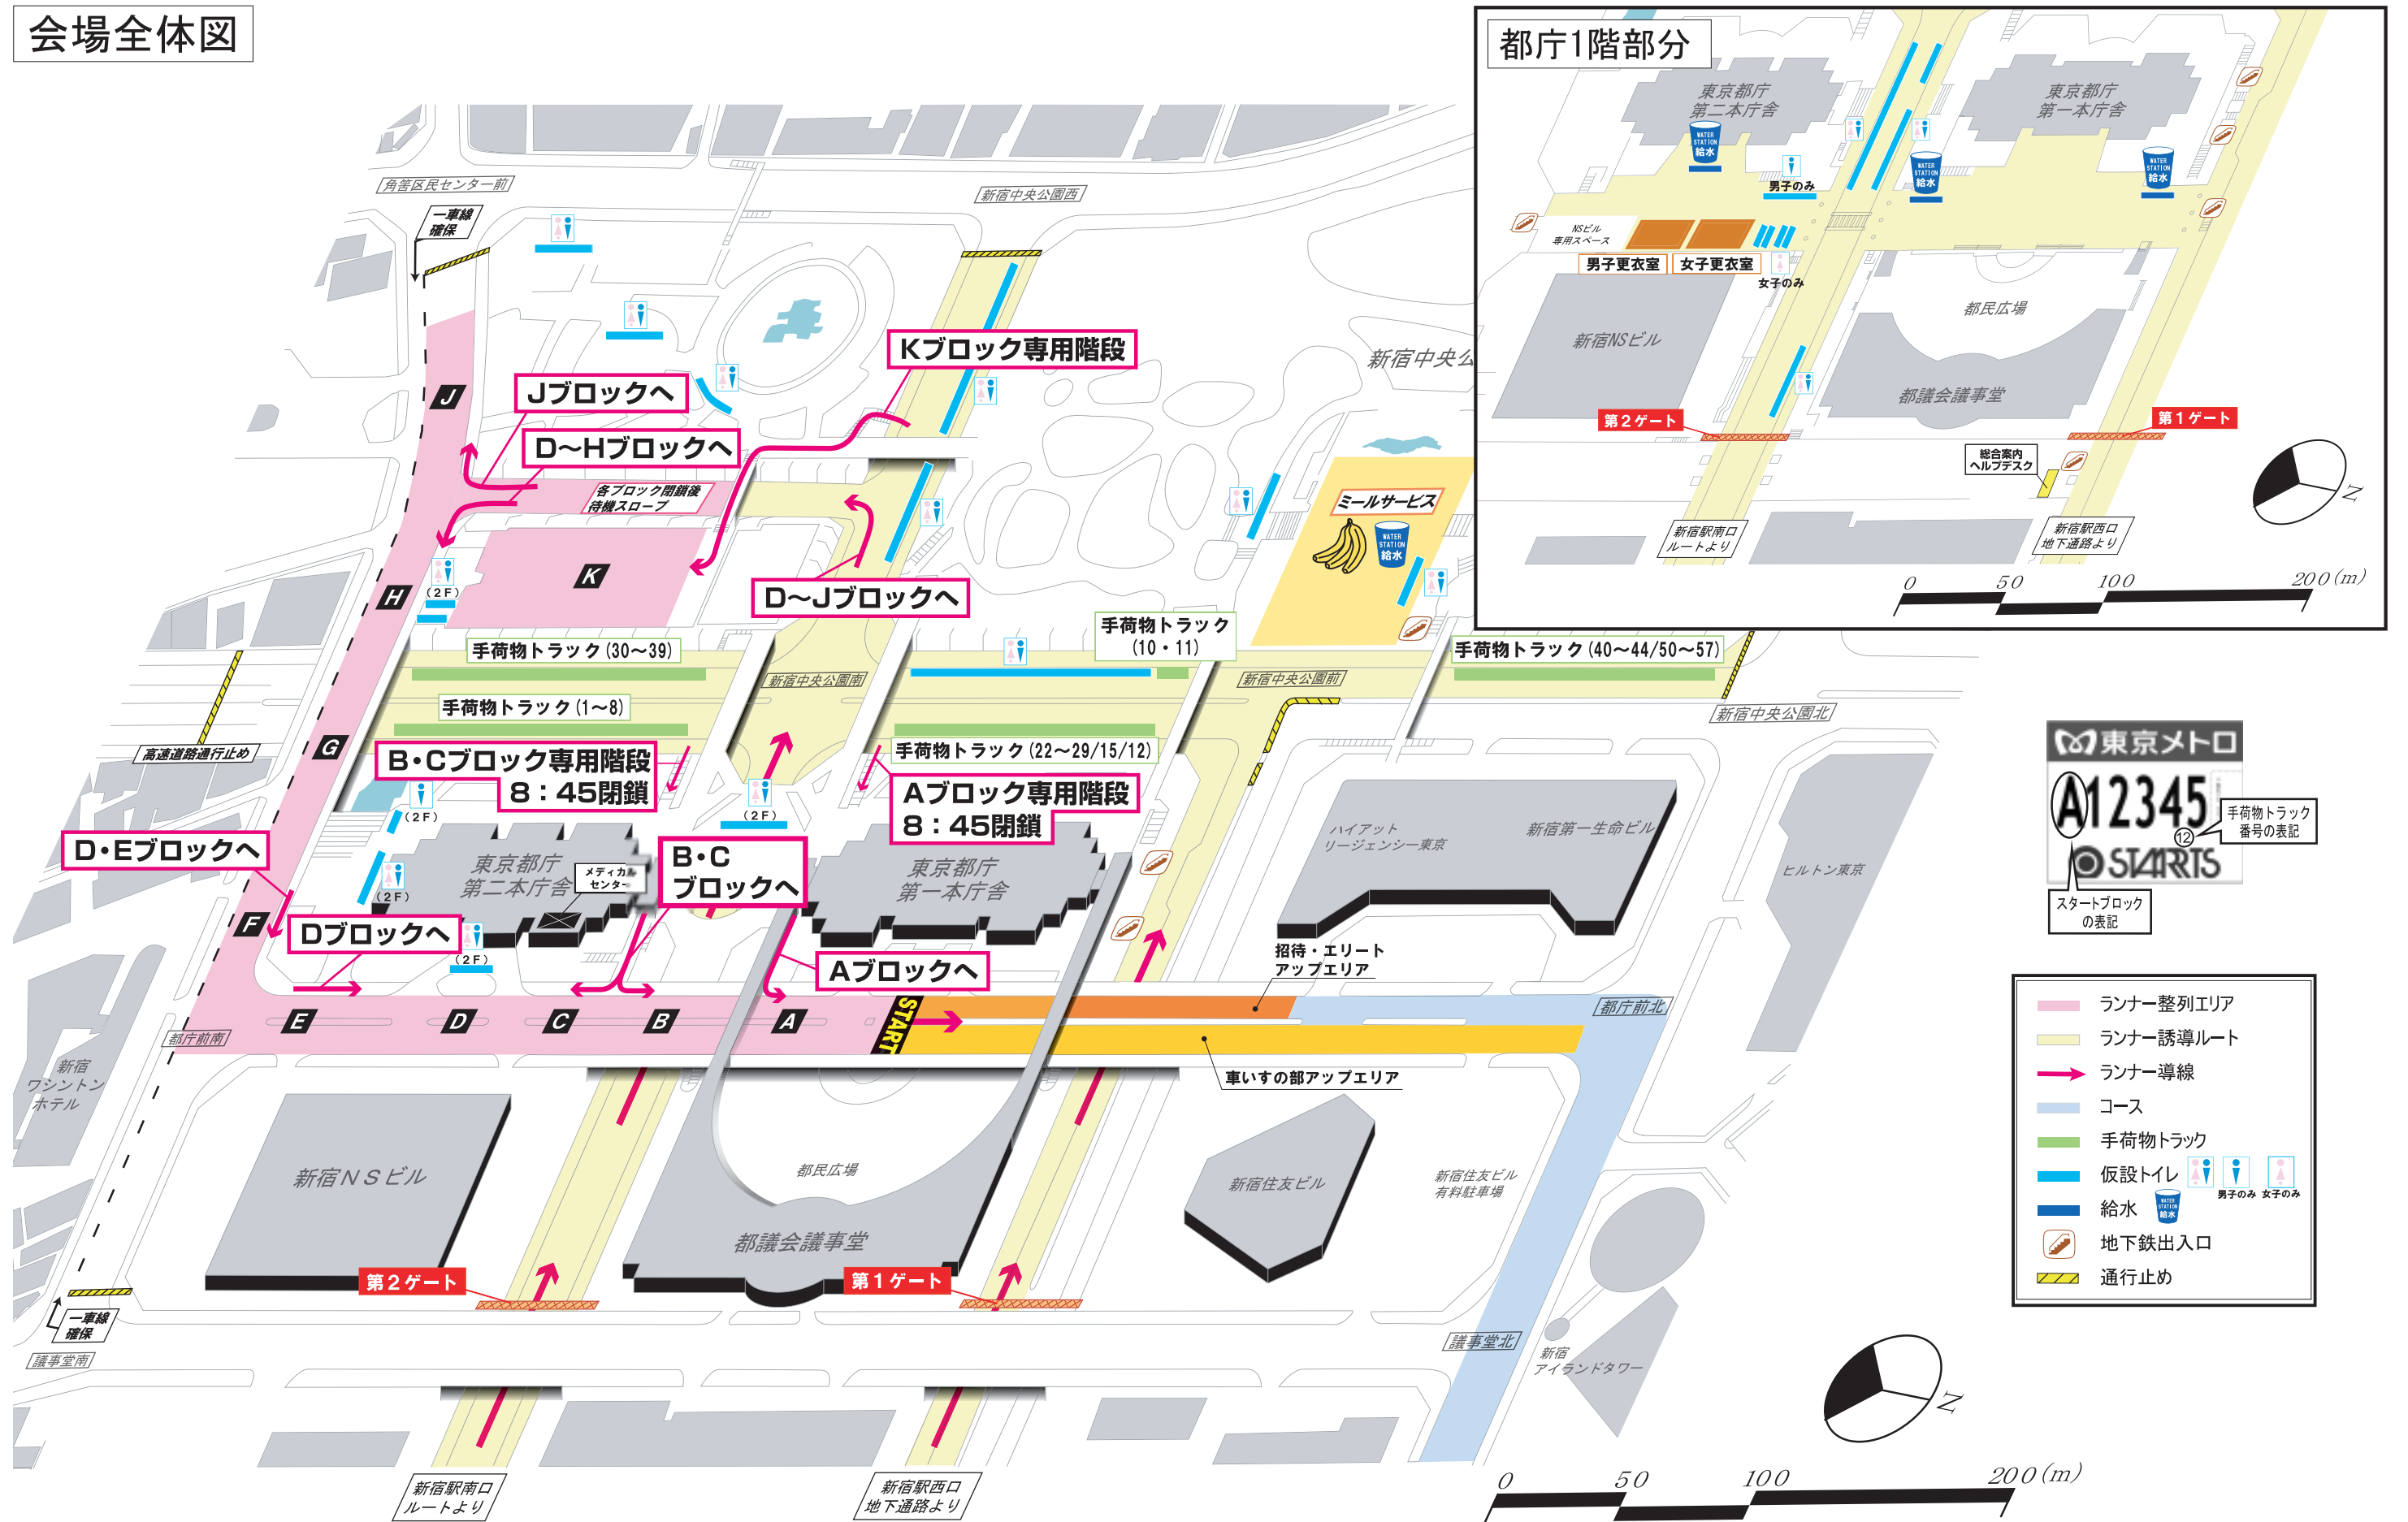 会場全体図
都庁1階部分
東京都庁
第二本庁舎
東京都庁
第一本庁舎
WATER
STATION
給水
WATER
STATION
給水
WATER
STATION
給水
男子のみ
NSビル
専用スペース
男子更衣室
女子更衣室
女子のみ
新宿NSビル
都民広場
都議会議事堂
第2ゲート
第1ゲート
総合案内
ヘルプデスク
新宿駅南口
ルートより
新宿駅西口
地下通路より
N
0
50
100
200(m)
角筈区民センター前
新宿中央公園西
一車線
確保
新宿中央公
Kブロック専用階段
Jブロックへ
J
D〜Hブロックへ
各ブロック閉鎖後
待機スロープ
ミールサービス
WATER
STATION
給水
K
H
(2F)
D〜Jブロックへ
手荷物トラック
(10・11)
手荷物トラック(30〜39)
手荷物トラック(40〜44/50〜57)
新宿中央公園南
新宿中央公園前
手荷物トラック(1〜8)
新宿中央公園北
G
高速道路通行止め
B・Cブロック専用階段
8：45閉鎖
手荷物トラック(22〜29/15/12)
Aブロック専用階段
8：45閉鎖
(2F)
(2F)
D・Eブロックへ
東京都庁
第二本庁舎
メディカル
センター
B・C
ブロックへ
東京都庁
第一本庁舎
ハイアット
リージェンシー東京
新宿第一生命ビル
ヒルトン東京
(2F)
F
Dブロックへ
(2F)
Aブロックへ
招待・エリート
アップエリア
E
D
C
B
A
START
都庁前北
都庁前南
新宿
ワシントン
ホテル
車いすの部アップエリア
新宿NSビル
都民広場
都議会議事堂
新宿住友ビル
新宿住友ビル
有料駐車場
第2ゲート
第1ゲート
一車線
確保
議事堂南
議事堂北
新宿
アイランドタワー
新宿駅南口
ルートより
新宿駅西口
地下通路より
東京メトロ
A12345
12
STARTS
手荷物トラック
番号の表記
スタートブロック
の表記
ランナー整列エリア
ランナー誘導ルート
ランナー導線
コース
手荷物トラック
仮設トイレ
男子のみ
女子のみ
給水
WATER
STATION
給水
地下鉄出入口
通行止め
N
0
50
100
200(m)